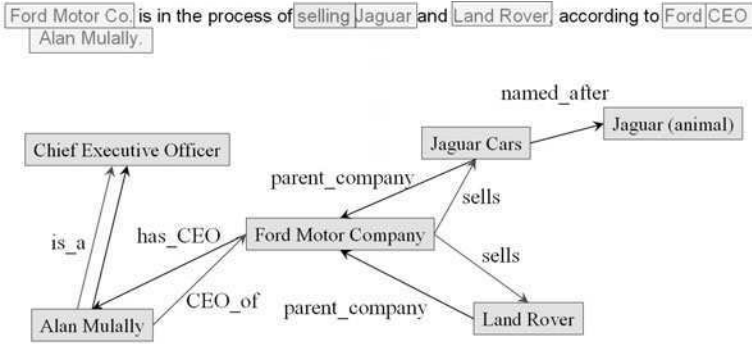 Ford Motor Co. is in the process of selling Jaguar and Land Rover, according to Ford CEO
Alan Mulally.
named_after
Jaguar (animal)
Jaguar Cars
Chief Executive Officer
parent_company
sells
is_a
has_CEO
Ford Motor Company
sells
CEO_of
parent_company
Alan Mulally
Land Rover